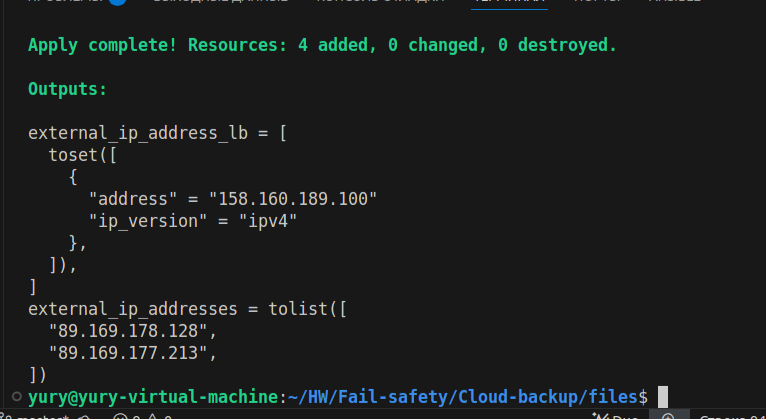 Apply complete! Resources: 4 added, 0 changed, 0 destroyed.
Outputs:
external_ip_address_lb = [
  toset([
    {
      "address" = "158.160.189.100"
      "ip_version" = "ipv4"
    },
  ]),
]
external_ip_addresses = tolist([
  "89.169.178.128",
  "89.169.177.213",
])
yury@yury-virtual-machine:~/HW/Fail-safety/Cloud-backup/files$